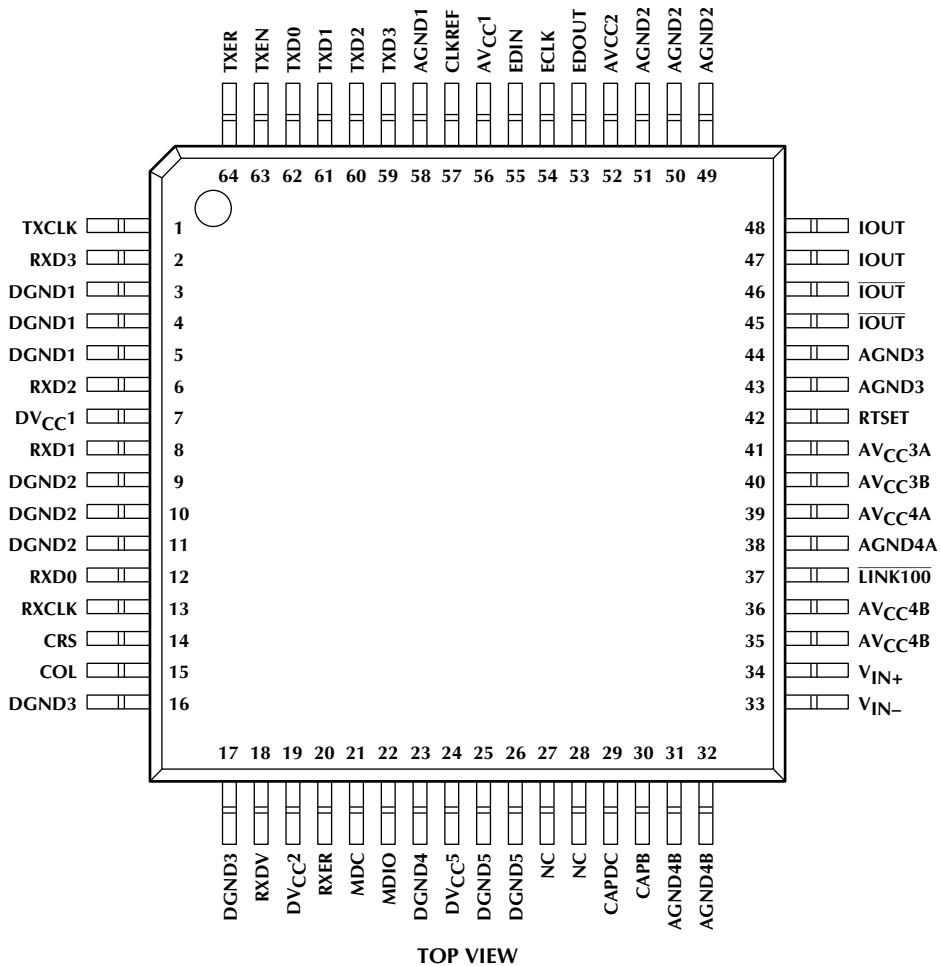 TXER TXEN TXD0 TXD1 TXD2 TXD3 AGND1 CLKREF AVCC1 EDIN ECLK EDOUT AVCC2 AGND2 AGND2 AGND2
64 63 62 61 60 59 58 57 56 55 54 53 52 51 50 49
TXCLK 1 48 IOUT
RXD3 2 47 IOUT
DGND1 3 46 IOUT
DGND1 4 45 IOUT
DGND1 5 44 AGND3
RXD2 6 43 AGND3
DVCC1 7 42 RTSET
RXD1 8 41 AVCC3A
DGND2 9 40 AVCC3B
DGND2 10 39 AVCC4A
DGND2 11 38 AGND4A
RXD0 12 37 LINK100
RXCLK 13 36 AVCC4B
CRS 14 35 AVCC4B
COL 15 34 VIN+
DGND3 16 33 VIN–
17 18 19 20 21 22 23 24 25 26 27 28 29 30 31 32
DGND3 RXDV DVCC2 RXER MDC MDIO DGND4 DVCC5 DGND5 DGND5 NC NC CAPDC CAPB AGND4B AGND4B
TOP VIEW